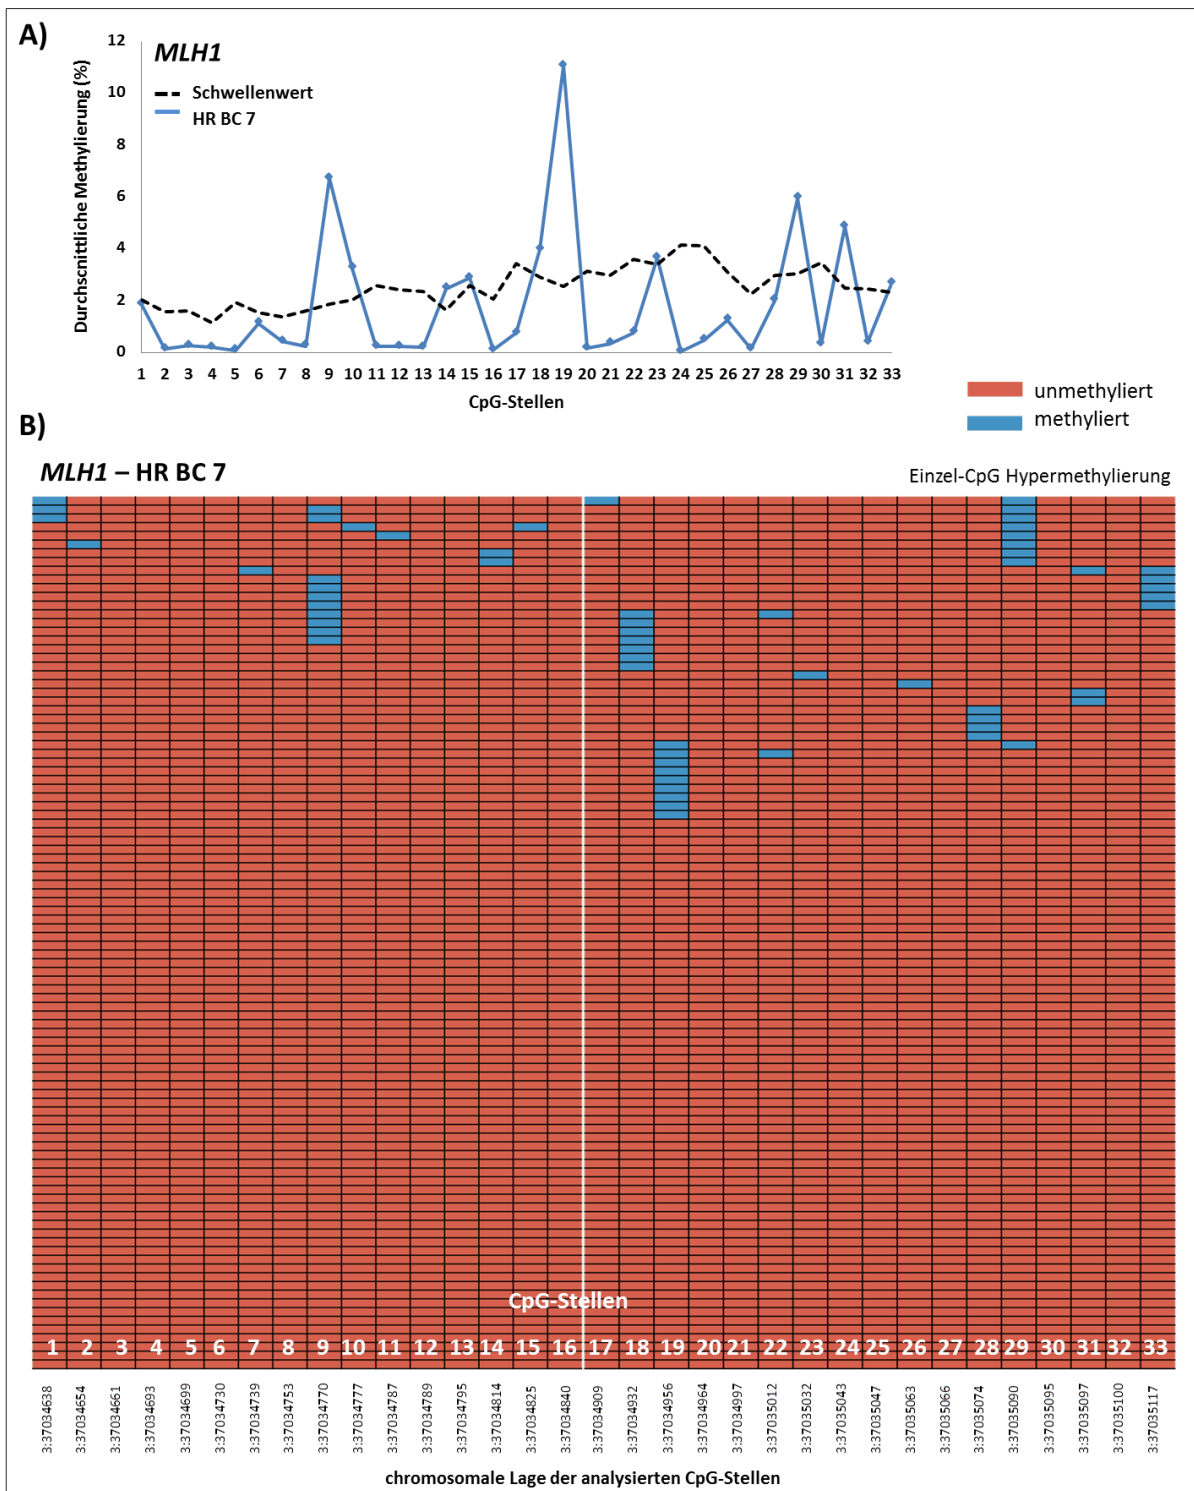 A)
MLH1
Schwellenwert
HR BC 7
Durchscnittliche Methylierung (%)
12
10
8
6
4
2
0
1 2 3 4 5 6 7 8 9 10 11 12 13 14 15 16 17 18 19 20 21 22 23 24 25 26 27 28 29 30 31 32 33
CpG-Stellen
unmethyliert
methyliert
B)
MLH1 – HR BC 7
Einzel-CpG Hypermethylierung
CpG-Stellen
1 2 3 4 5 6 7 8 9 10 11 12 13 14 15 16 17 18 19 20 21 22 23 24 25 26 27 28 29 30 31 32 33
3:37034638
3:37034654
3:37034661
3:37034693
3:37034699
3:37034730
3:37034739
3:37034753
3:37034770
3:37034777
3:37034787
3:37034789
3:37034795
3:37034814
3:37034825
3:37034840
3:37034909
3:37034932
3:37034956
3:37034964
3:37034997
3:37035012
3:37035032
3:37035043
3:37035047
3:37035063
3:37035066
3:37035074
3:37035090
3:37035095
3:37035097
3:37035100
3:37035117
chromosomale Lage der analysierten CpG-Stellen